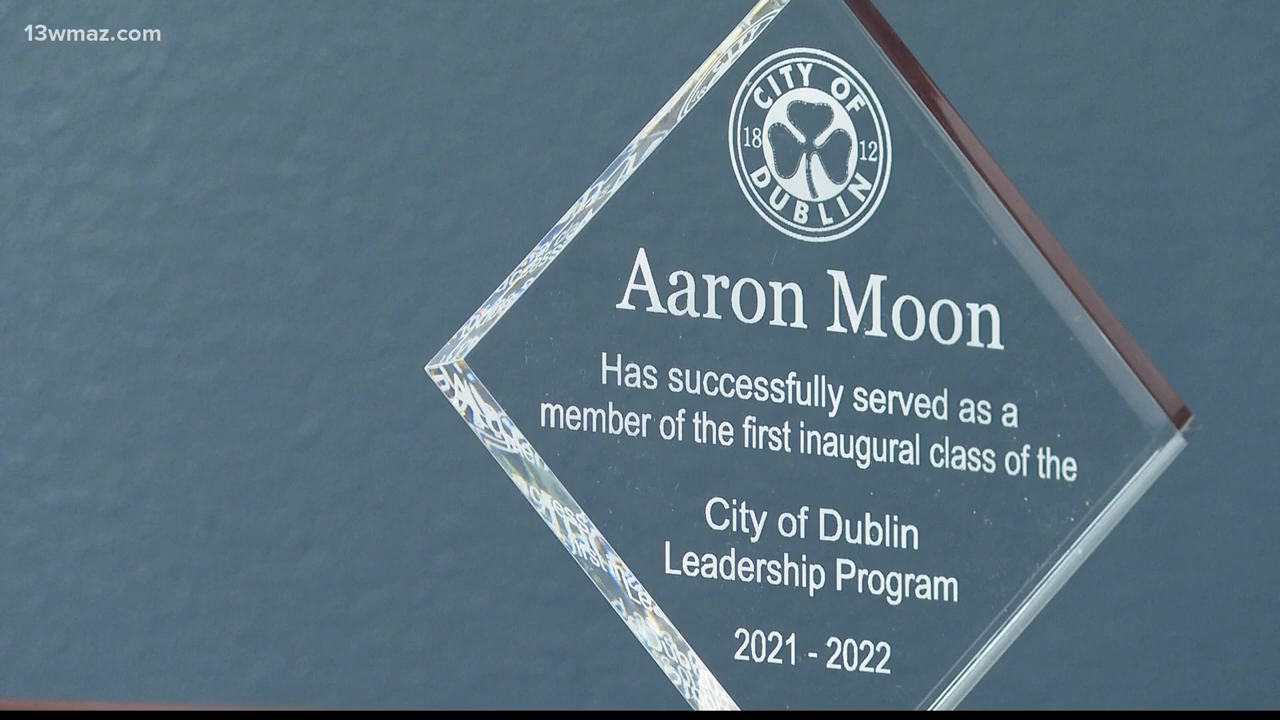 13wmaz.com
CITY OF
18 12
DUBLIN
Aaron Moon
Has successfully served as a
member of the first inaugural class of the
City of Dublin
Leadership Program
2021 - 2022